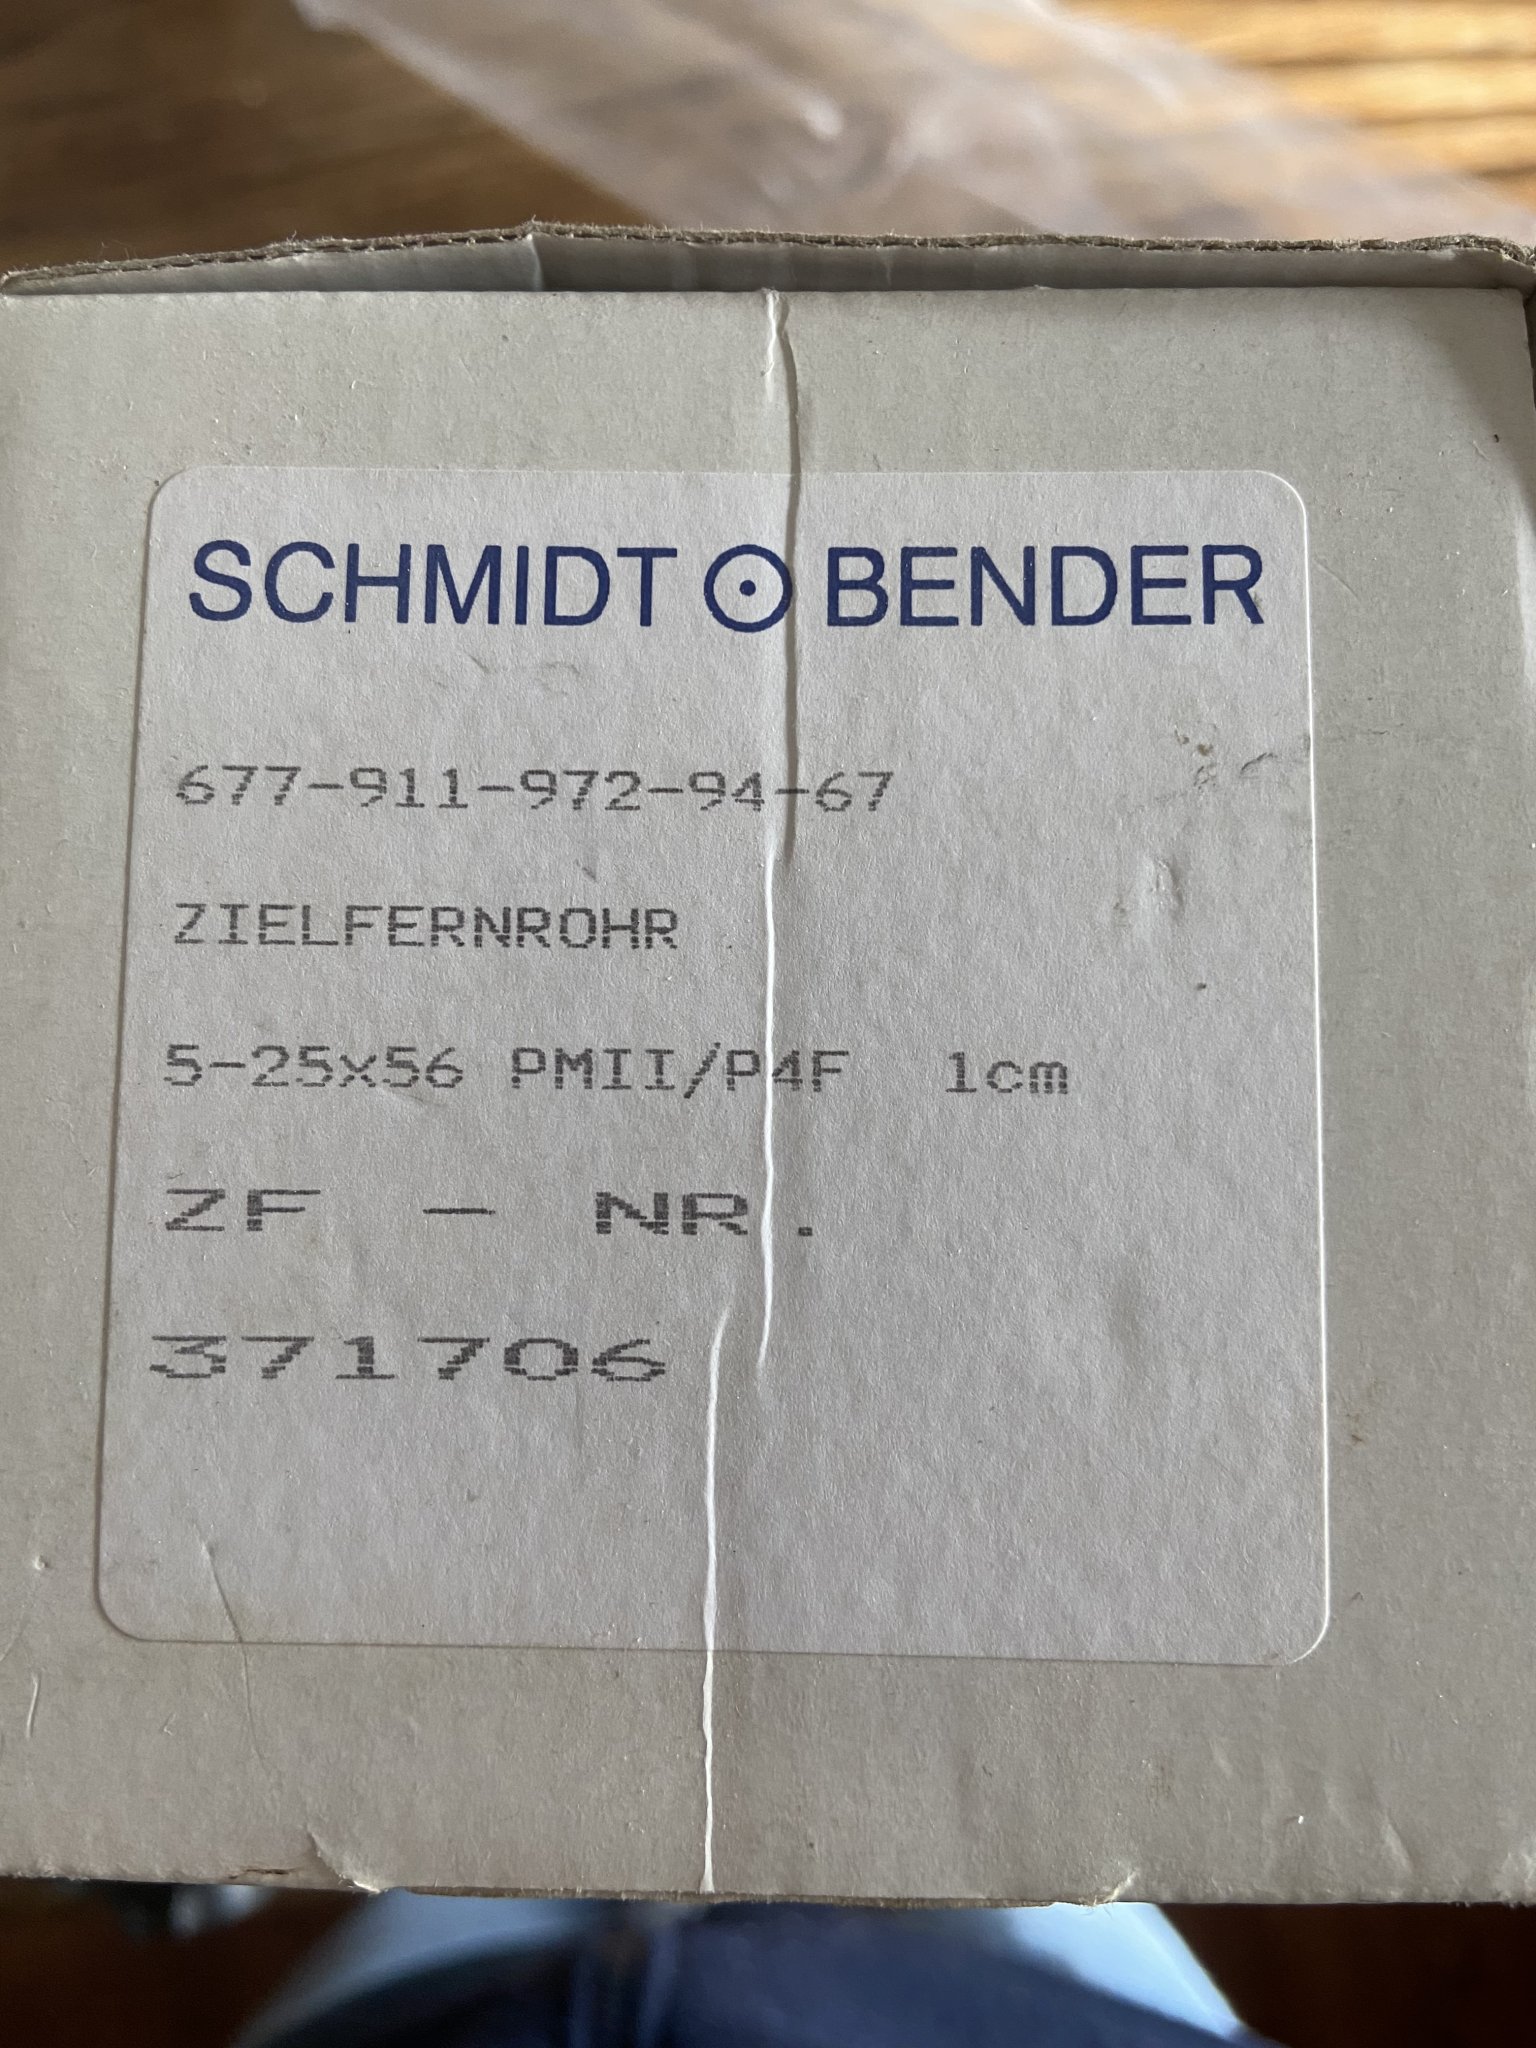 SCHMIDT BENDER
677-911-972-94-67
ZIELFERNROHR
5-25x56 PMII/P4F 1cm
ZF - NR.
371706